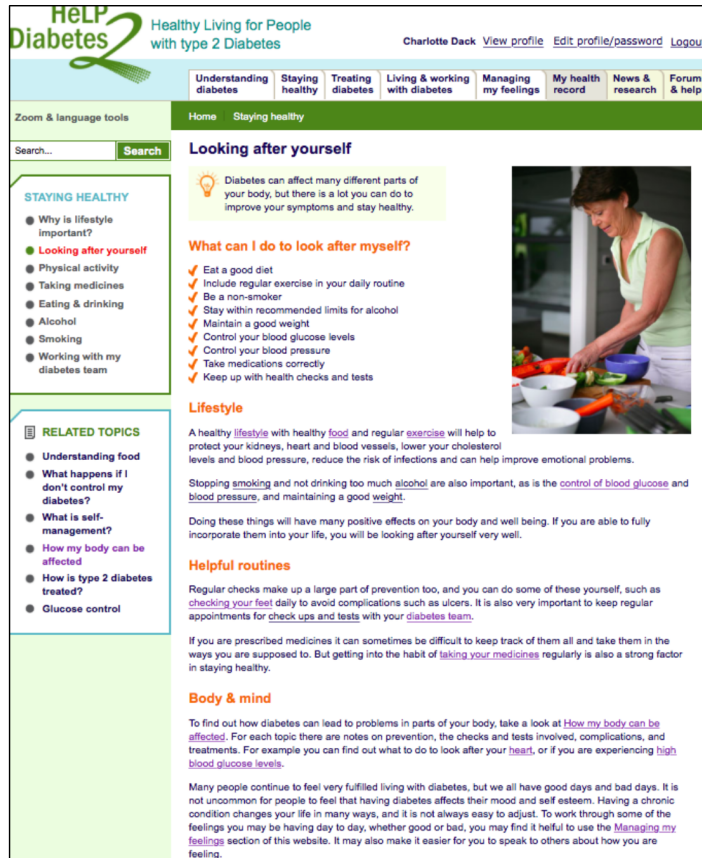 HeLP
Diabetes 2
Healthy Living for People
with type 2 Diabetes
Charlotte Dack View profile Edit profile/password Logout
Understanding
diabetes
Staying
healthy
Treating
diabetes
Living & working
with diabetes
Managing
my feelings
My health
record
News &
research
Forum
& help
Zoom & language tools
Home Staying healthy
Search... Search
STAYING HEALTHY
Why is lifestyle
important?
Looking after yourself
Physical activity
Taking medicines
Eating & drinking
Alcohol
Smoking
Working with my
diabetes team
RELATED TOPICS
Understanding food
What happens if I
don't control my
diabetes?
What is self-
management?
How my body can be
affected
How is type 2 diabetes
treated?
Glucose control
Looking after yourself
Diabetes can affect many different parts of
your body, but there is a lot you can do to
improve your symptoms and stay healthy.
What can I do to look after myself?
Eat a good diet
Include regular exercise in your daily routine
Be a non-smoker
Stay within recommended limits for alcohol
Maintain a good weight
Control your blood glucose levels
Control your blood pressure
Take medications correctly
Keep up with health checks and tests
Lifestyle
A healthy lifestyle with healthy food and regular exercise will help to
protect your kidneys, heart and blood vessels, lower your cholesterol
levels and blood pressure, reduce the risk of infections and can help improve emotional problems.
Stopping smoking and not drinking too much alcohol are also important, as is the control of blood glucose and
blood pressure, and maintaining a good weight.
Doing these things will have many positive effects on your body and well being. If you are able to fully
incorporate them into your life, you will be looking after yourself very well.
Helpful routines
Regular checks make up a large part of prevention too, and you can do some of these yourself, such as
checking your feet daily to avoid complications such as ulcers. It is also very important to keep regular
appointments for check ups and tests with your diabetes team.
If you are prescribed medicines it can sometimes be difficult to keep track of them all and take them in the
ways you are supposed to. But getting into the habit of taking your medicines regularly is also a strong factor
in staying healthy.
Body & mind
To find out how diabetes can lead to problems in parts of your body, take a look at How my body can be
affected. For each topic there are notes on prevention, the checks and tests involved, complications, and
treatments. For example you can find out what to do to look after your heart, or if you are experiencing high
blood glucose levels.
Many people continue to feel very fulfilled living with diabetes, but we all have good days and bad days. It is
not uncommon for people to feel that having diabetes affects their mood and self esteem. Having a chronic
condition changes your life in many ways, and it is not always easy to adjust. To work through some of the
feelings you may be having day to day, whether good or bad, you may find it helful to use the Managing my
feelings section of this website. It may also make it easier for you to speak to others about how you are
feeling.